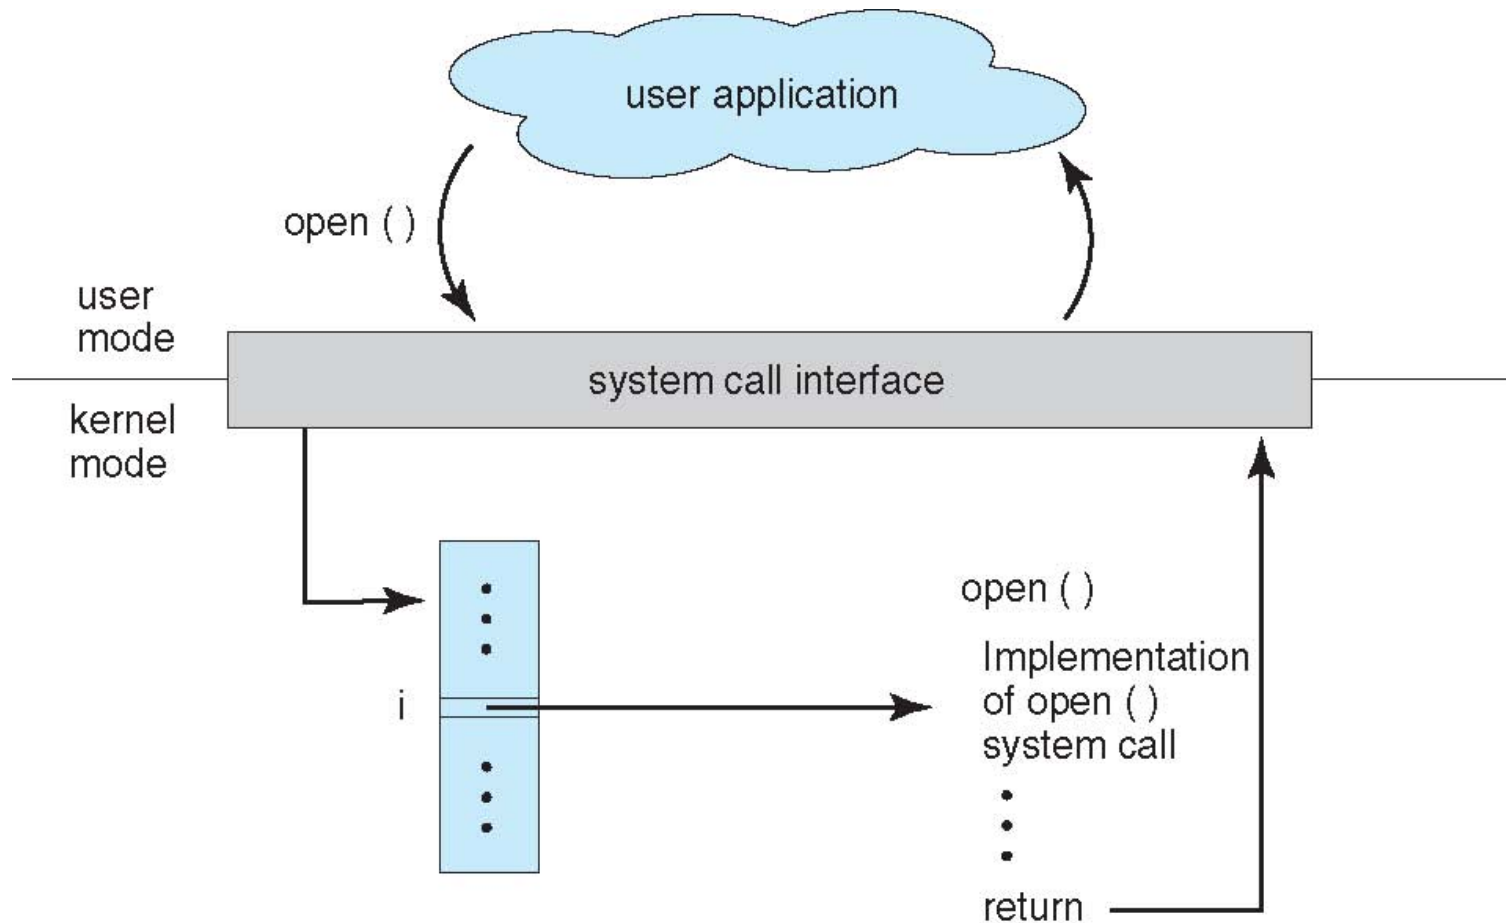 user application
open ( )
user
mode
system call interface
kernel
mode
open ( )
Implementation
of open ( )
system call
i
return